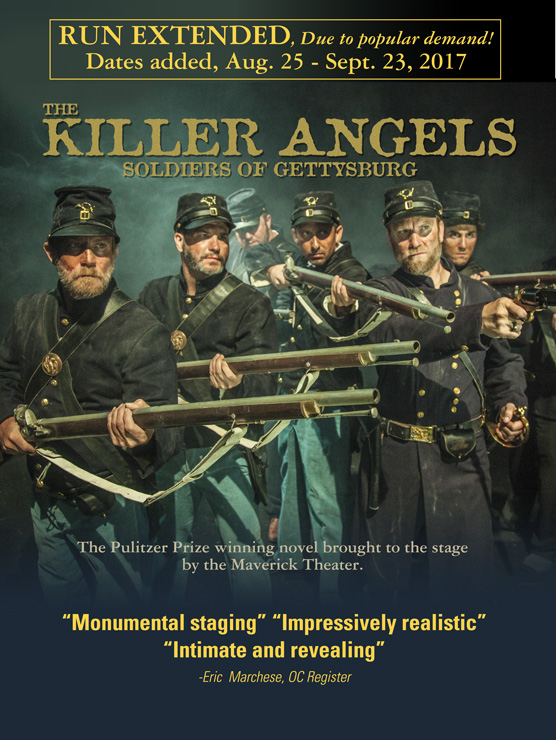 RUN EXTENDED, Due to popular demand!
Dates added, Aug. 25 - Sept. 23, 2017
THE
KILLER ANGELS
SOLDIERS OF GETTYSBURG
The Pulitzer Prize winning novel brought to the stage
by the Maverick Theater.
“Monumental staging” “Impressively realistic”
“Intimate and revealing”
-Eric Marchese, OC Register